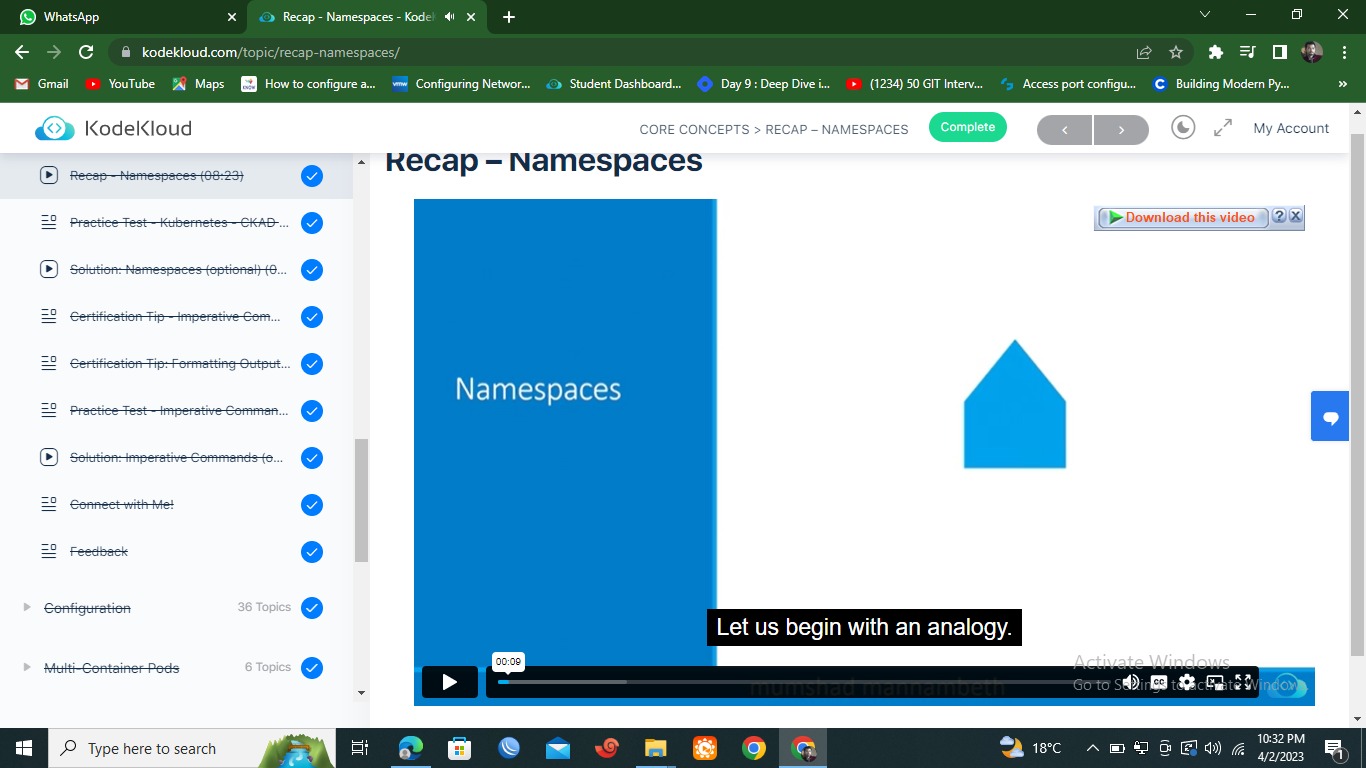 WhatsApp
Recap - Namespaces - Kodek
kodekloud.com/topic/recap-namespaces/
Gmail
YouTube
Maps
How to configure a...
Configuring Networ...
Student Dashboard...
Day 9 : Deep Dive i...
(1234) 50 GIT Interv...
Access port configu...
Building Modern Py...
KodeKloud
CORE CONCEPTS > RECAP – NAMESPACES
Complete
My Account
Recap - Namespaces (08:23)
Practice Test - Kubernetes - CKAD ...
Solution: Namespaces (optional) (0...
Certification Tip - Imperative Com...
Certification Tip: Formatting Output...
Practice Test - Imperative Comman...
Solution: Imperative Commands (o...
Connect with Me!
Feedback
Configuration
36 Topics
Multi-Container Pods
6 Topics
Recap – Namespaces
Download this video
?
Namespaces
Let us begin with an analogy.
00:09
mumshad mannambeth
CC
Activate Windows
Go to Settings to activate Windows.
Type here to search
18°C
10:32 PM
4/2/2023
1